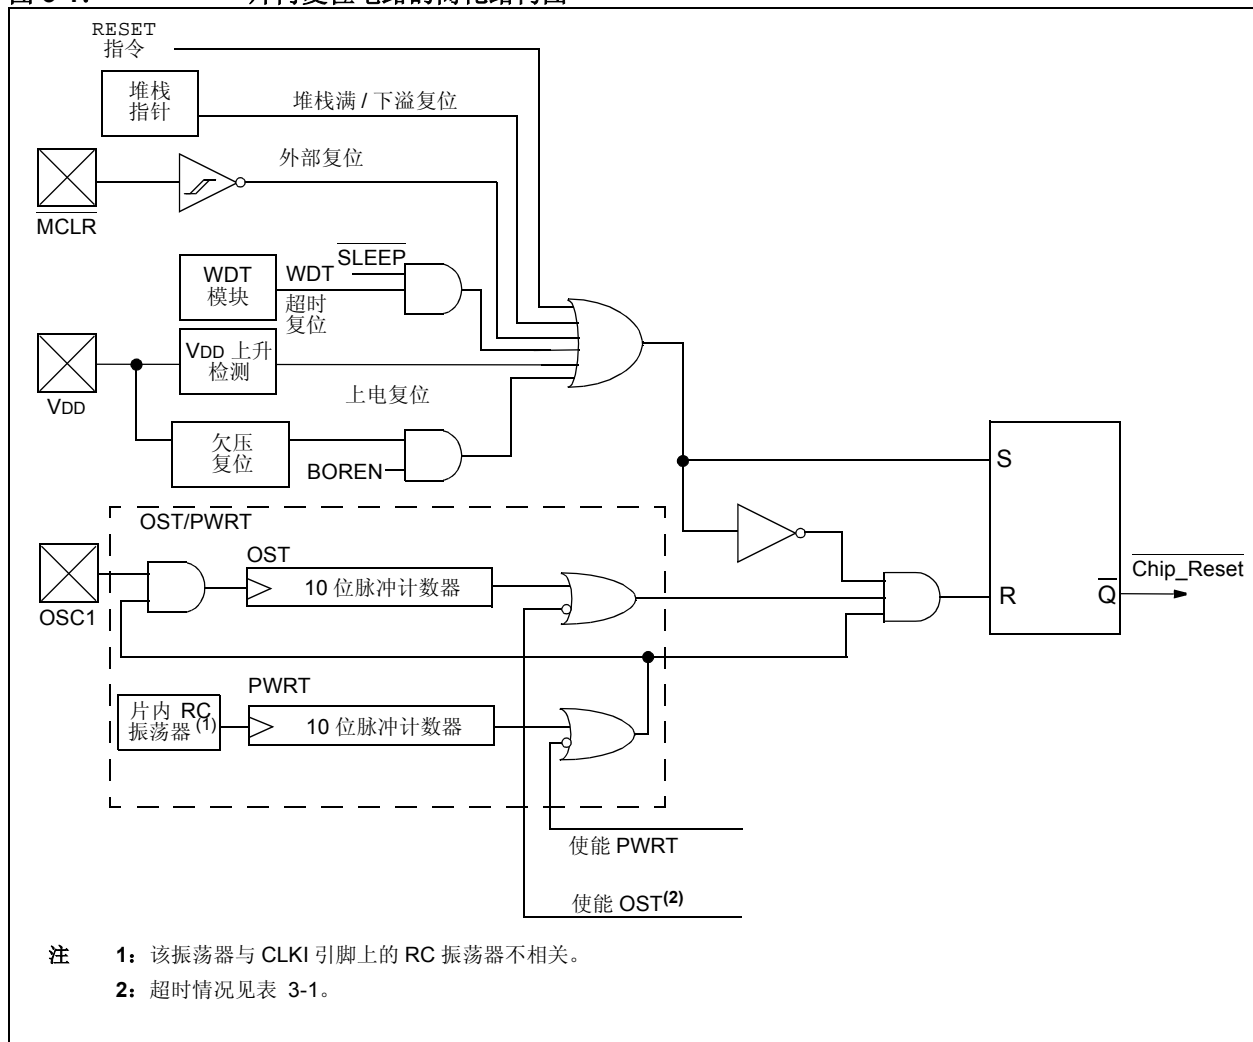 RESET
指令
堆栈
指针
堆栈满 / 下溢复位
外部复位
MCLR
SLEEP
WDT
模块
WDT
超时
复位
VDD 上升
检测
上电复位
VDD
欠压
复位
BOREN
S
OST/PWRT
OST
10 位脉冲计数器
OSC1
R
Q
Chip_Reset
PWRT
片内 RC
振荡器(1)
10 位脉冲计数器
使能 PWRT
使能 OST(2)
注 1：该振荡器与 CLKI 引脚上的 RC 振荡器不相关。
2：超时情况见表 3-1。